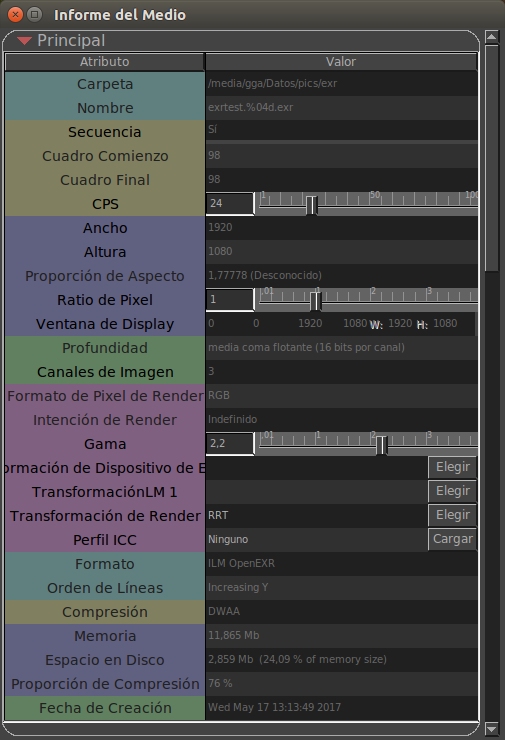 Informe del Medio
Principal
Atributo Valor
Carpeta /media/gga/Datos/pics/exr
Nombre exrtest.%04d.exr
Secuencia Sí
Cuadro Comienzo 98
Cuadro Final 98
CPS 24 1 50 100
Ancho 1920
Altura 1080
Proporción de Aspecto 1,77778 (Desconocido)
Ratio de Pixel 1 .01 1 2 3
Ventana de Display 0 0 1920 1080 W: 1920 H: 1080
Profundidad media coma flotante (16 bits por canal)
Canales de Imagen 3
Formato de Pixel de Render RGB
Intención de Render Indefinido
Gama 2,2 .01 1 2 3
ormación de Dispositivo de E Elegir
TransformaciónLM 1 Elegir
Transformación de Render RRT Elegir
Perfil ICC Ninguno Cargar
Formato ILM OpenEXR
Orden de Líneas Increasing Y
Compresión DWAA
Memoria 11,865 Mb
Espacio en Disco 2,859 Mb (24,09 % of memory size)
Proporción de Compresión 76 %
Fecha de Creación Wed May 17 13:13:49 2017